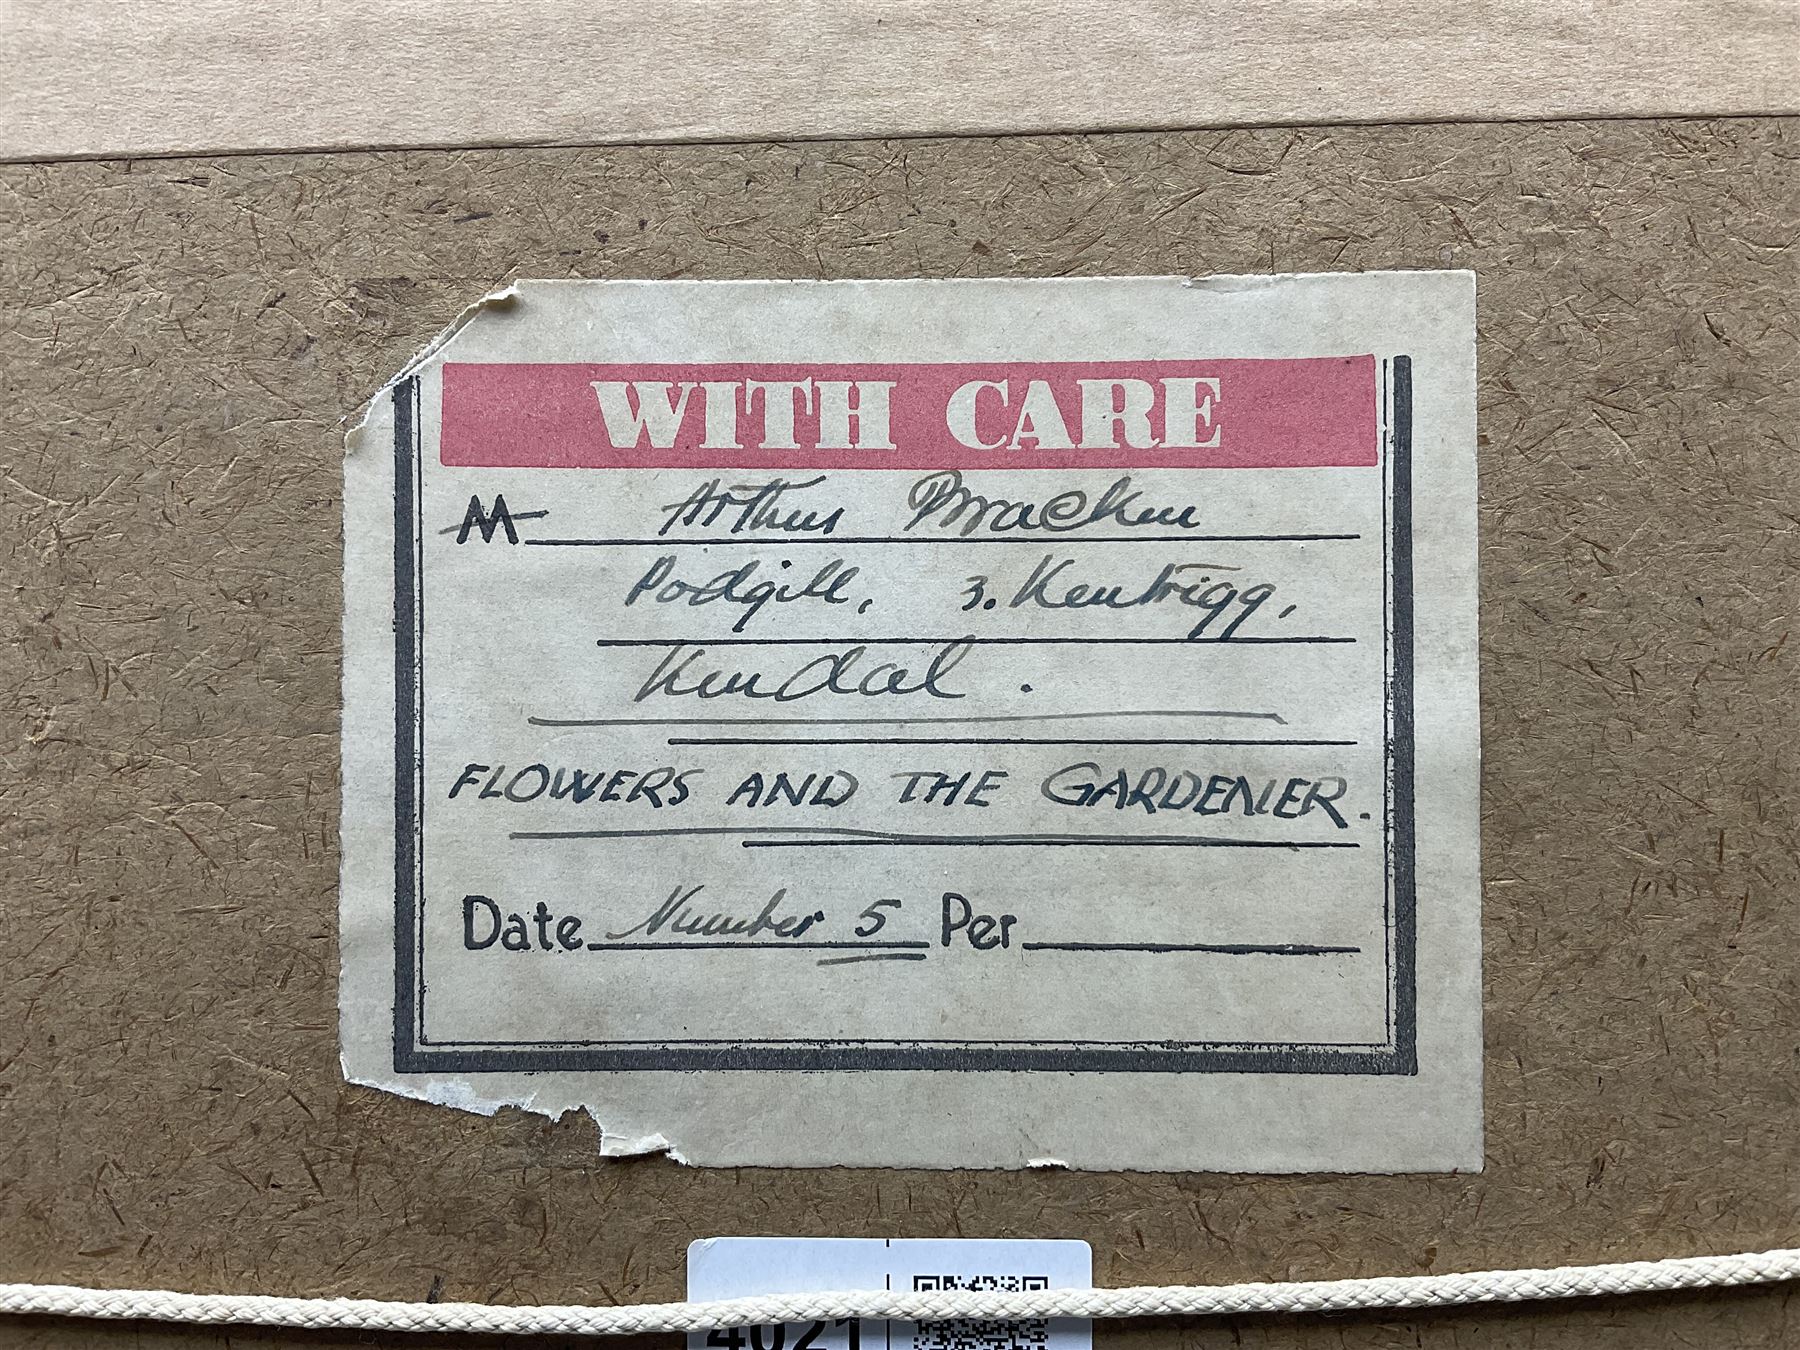 WITH CARE
M Arthur Bracken
Podgill, 3. Kentrigg,
Kendal.
FLOWERS AND THE GARDENER.
Date Number 5 Per
4021